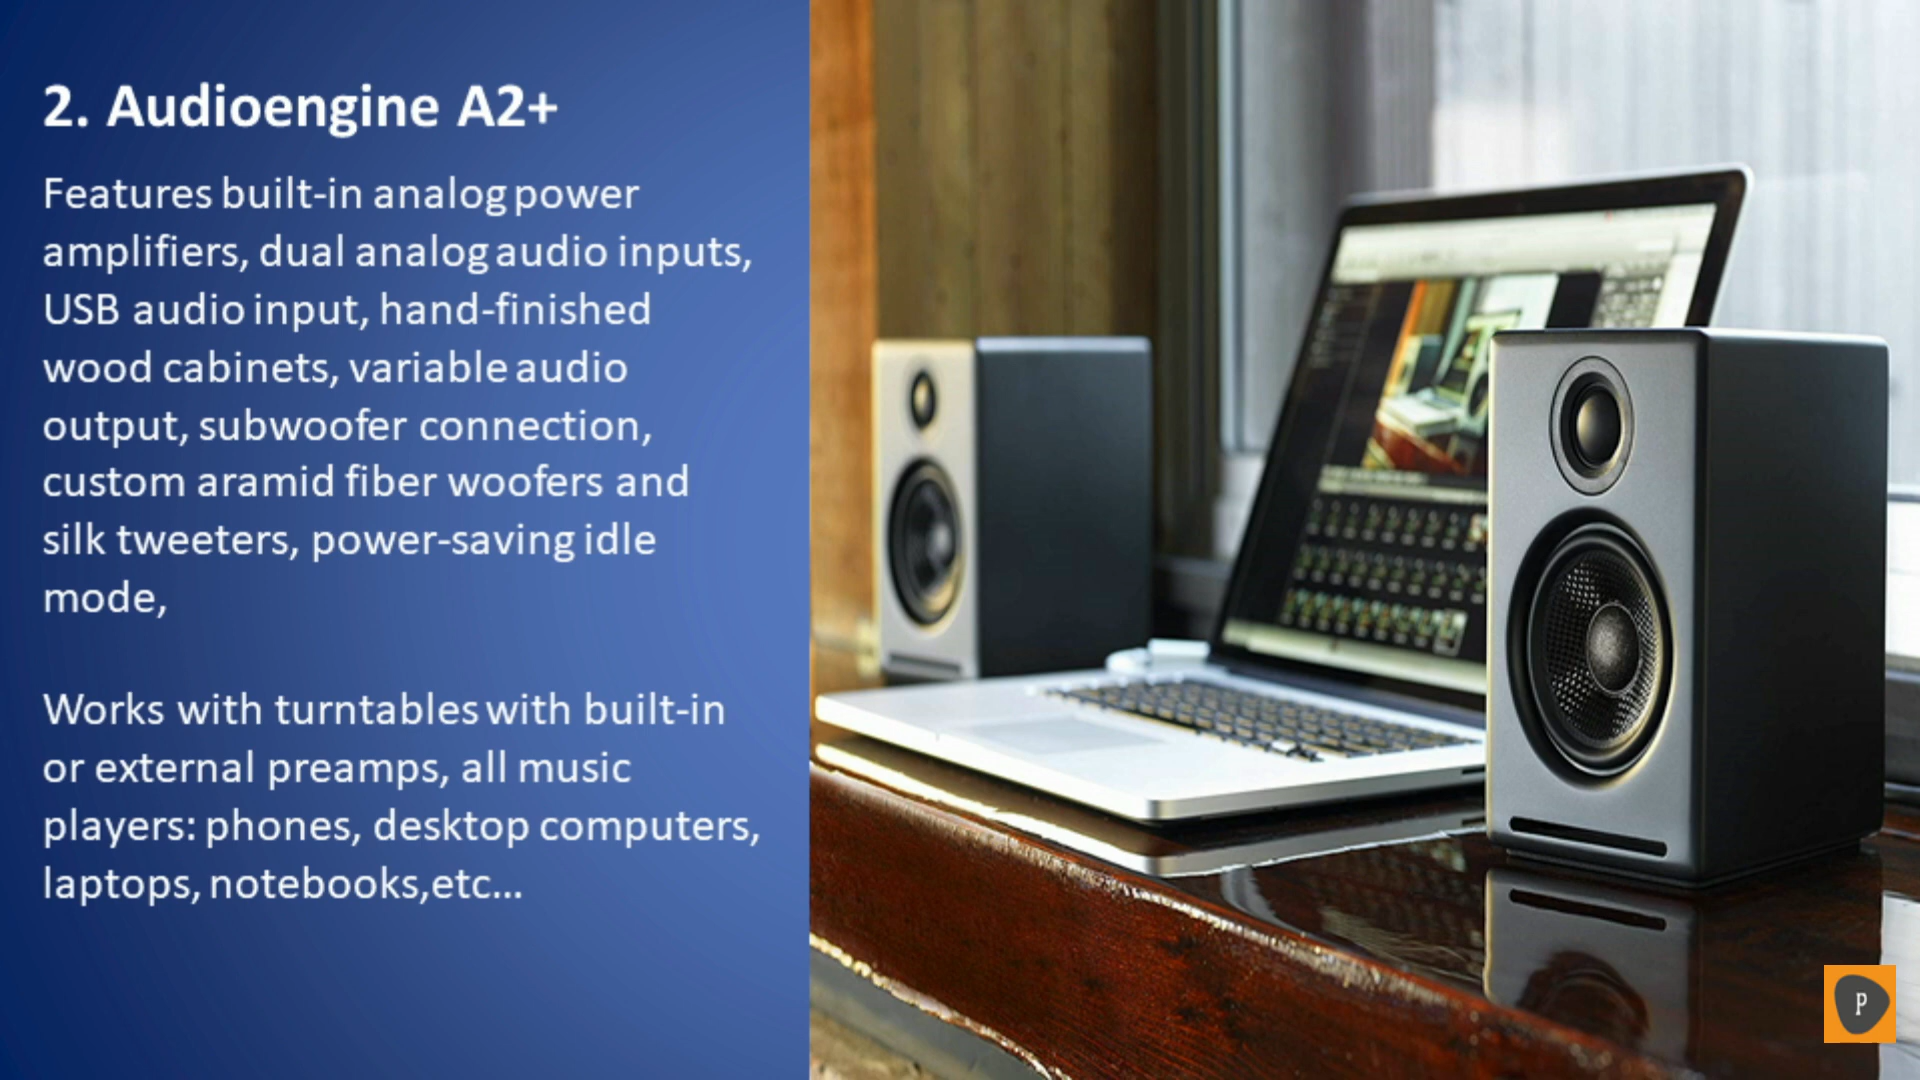 2. Audioengine A2+
Features built-in analog power
amplifiers, dual analog audio inputs,
USB audio input, hand-finished
wood cabinets, variable audio
output, subwoofer connection,
custom aramid fiber woofers and
silk tweeters, power-saving idle
mode,
Works with turntables with built-in
or external preamps, all music
players: phones, desktop computers,
laptops, notebooks,etc...
P